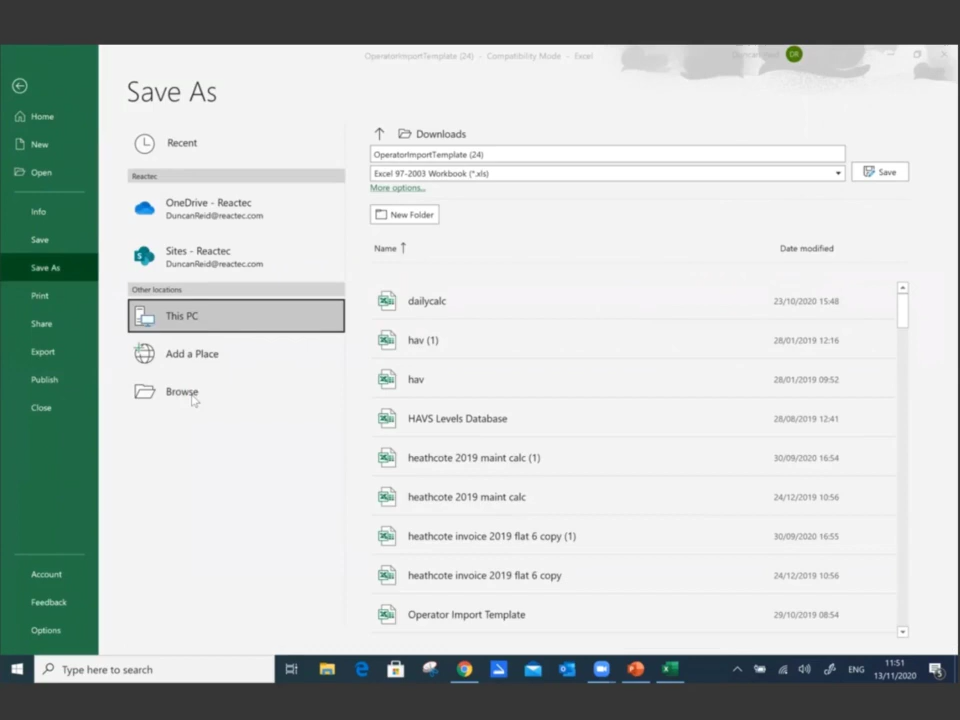 OperatorImportTemplate (24) - Compatibility Mode - Excel
DR
Save As
Home
New
Open
Info
Save
Save As
Print
Share
Export
Publish
Close
Account
Feedback
Options
Recent
Reactec
OneDrive - Reactec
DuncanReid@reactec.com
Sites - Reactec
DuncanReid@reactec.com
Other locations
This PC
Add a Place
Browse
Downloads
OperatorImportTemplate (24)
Excel 97-2003 Workbook (*.xls)
Save
More options...
New Folder
Name Date modified
dailycalc 23/10/2020 15:48
hav (1) 28/01/2019 12:16
hav 28/01/2019 09:52
HAVS Levels Database 28/08/2019 12:41
heathcote 2019 maint calc (1) 30/09/2020 16:54
heathcote 2019 maint calc 24/12/2019 10:56
heathcote invoice 2019 flat 6 copy (1) 30/09/2020 16:55
heathcote invoice 2019 flat 6 copy 24/12/2019 10:56
Operator Import Template 29/10/2019 08:54
Type here to search
ENG
11:51
13/11/2020